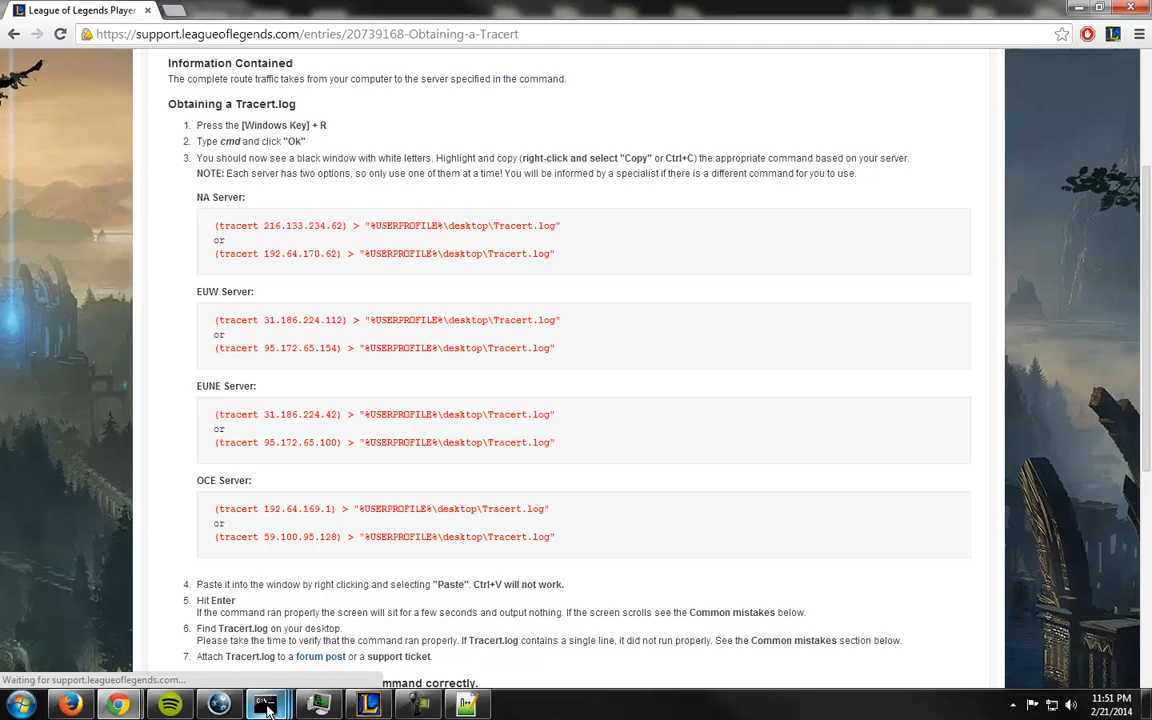 League of Legends Player
https://support.leagueoflegends.com/entries/20739168-Obtaining-a-Tracert
Information Contained
The complete route traffic takes from your computer to the server specified in the command.
Obtaining a Tracert.log
1. Press the [Windows Key] + R
2. Type cmd and click "Ok"
3. You should now see a black window with white letters. Highlight and copy (right-click and select "Copy" or Ctrl+C) the appropriate command based on your server.
NOTE: Each server has two options, so only use one of them at a time! You will be informed by a specialist if there is a different command for you to use.
NA Server:
(tracert 216.133.234.62) > "%USERPROFILE%\desktop\Tracert.log"
or
(tracert 192.64.170.62) > "%USERPROFILE%\desktop\Tracert.log"
EUW Server:
(tracert 31.186.224.112) > "%USERPROFILE%\desktop\Tracert.log"
or
(tracert 95.172.65.154) > "%USERPROFILE%\desktop\Tracert.log"
EUNE Server:
(tracert 31.186.224.42) > "%USERPROFILE%\desktop\Tracert.log"
or
(tracert 95.172.65.100) > "%USERPROFILE%\desktop\Tracert.log"
OCE Server:
(tracert 192.64.169.1) > "%USERPROFILE%\desktop\Tracert.log"
or
(tracert 59.100.95.128) > "%USERPROFILE%\desktop\Tracert.log"
4. Paste it into the window by right clicking and selecting "Paste". Ctrl+V will not work.
5. Hit Enter
If the command ran properly the screen will sit for a few seconds and output nothing. If the screen scrolls see the Common mistakes below.
6. Find Tracert.log on your desktop.
Please take the time to verify that the command ran properly. If Tracert.log contains a single line, it did not run properly. See the Common mistakes section below.
7. Attach Tracert.log to a forum post or a support ticket.
Waiting for support.leagueoflegends.com...
mmand correctly.
C:\
11:51 PM
2/21/2014